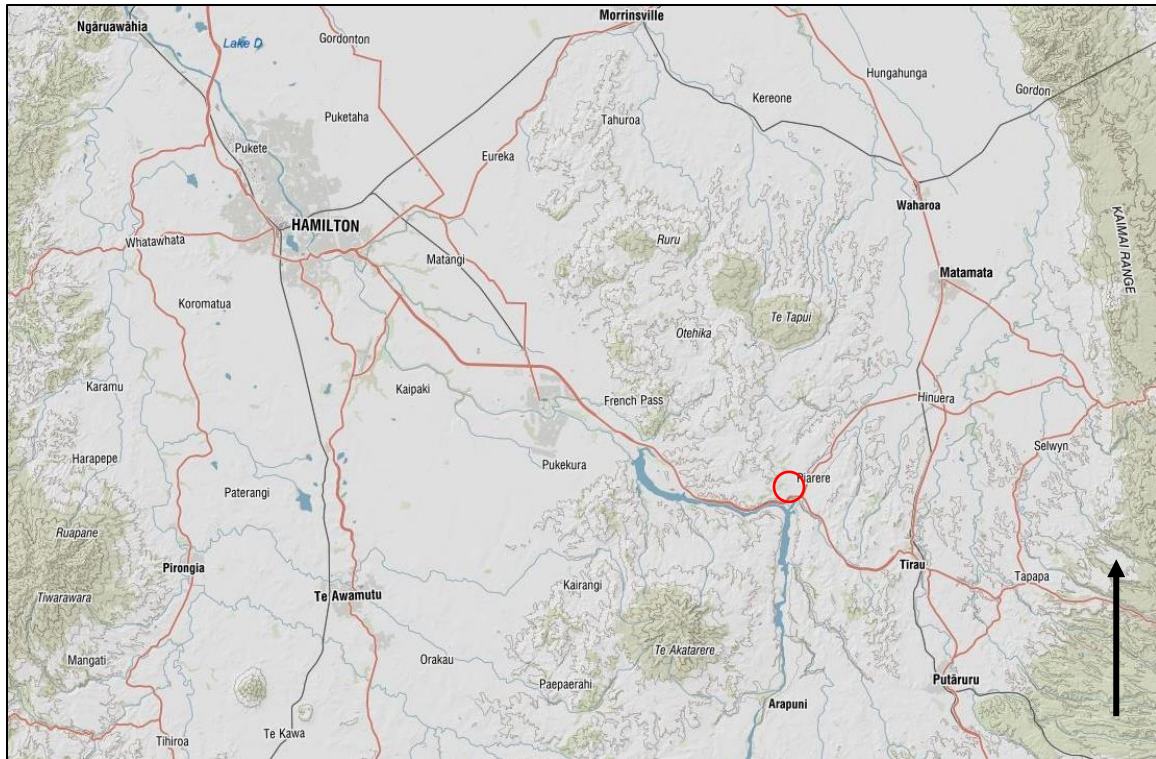 Morrinsville
Ngāruawāhia
Gordonton
Lake D
Hungahunga
Gordon
Kereone
Puketaha
Tahuroa
Pukete
Eureka
Waharoa
KAIMAI RANGE
HAMILTON
Whatawhata
Ruru
Matangi
Matamata
Koromatua
Te Tapui
Otehika
Karamu
Kaipaki
French Pass
Hinuera
Selwyn
Harapepe
Pukekura
Piarere
Paterangi
Ruapane
Pirongia
Tīrau
Tapapa
Kairangi
Tiwarawara
Te Awamutu
Te Akatarere
Mangati
Orakau
Putāruru
Paepaerahi
Arapuni
Te Kawa
Tihiroa